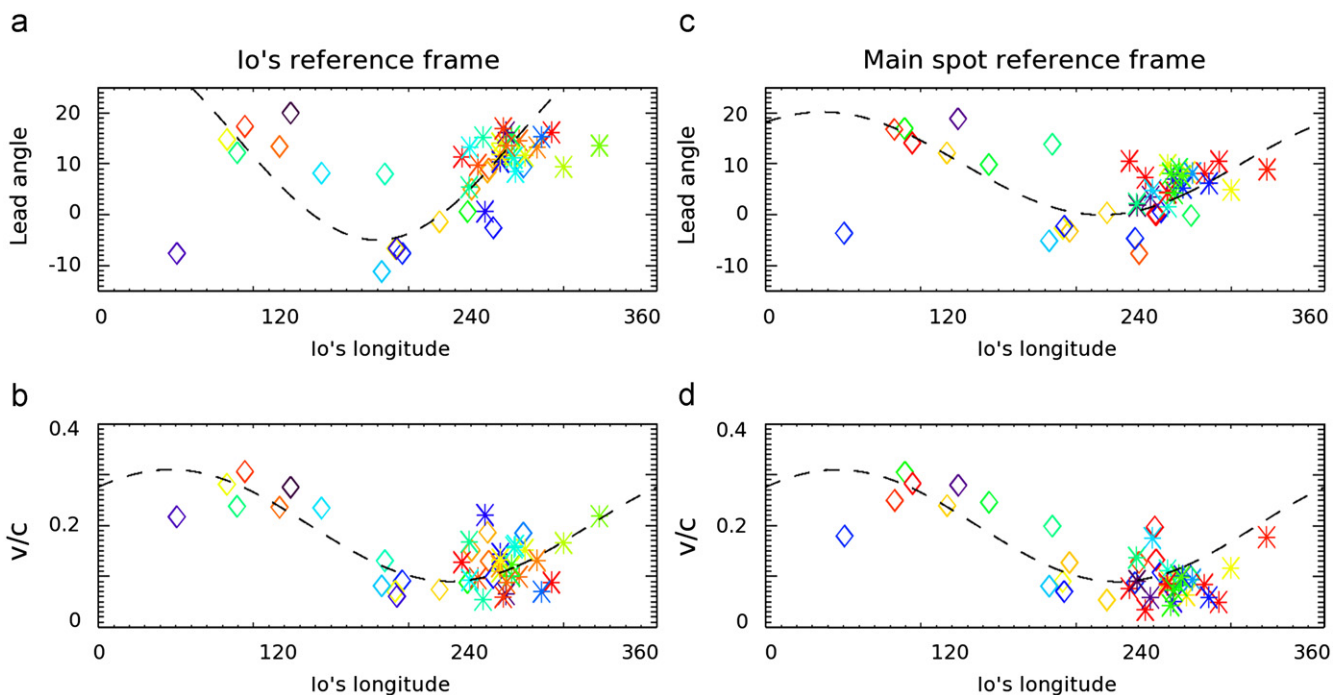 a
Io's reference frame
Lead angle
20
10
0
-10
0 120 240 360
Io's longitude
b
v/c
0.4
0.2
0
0 120 240 360
Io's longitude
c
Main spot reference frame
Lead angle
20
10
0
-10
0 120 240 360
Io's longitude
d
v/c
0.4
0.2
0
0 120 240 360
Io's longitude